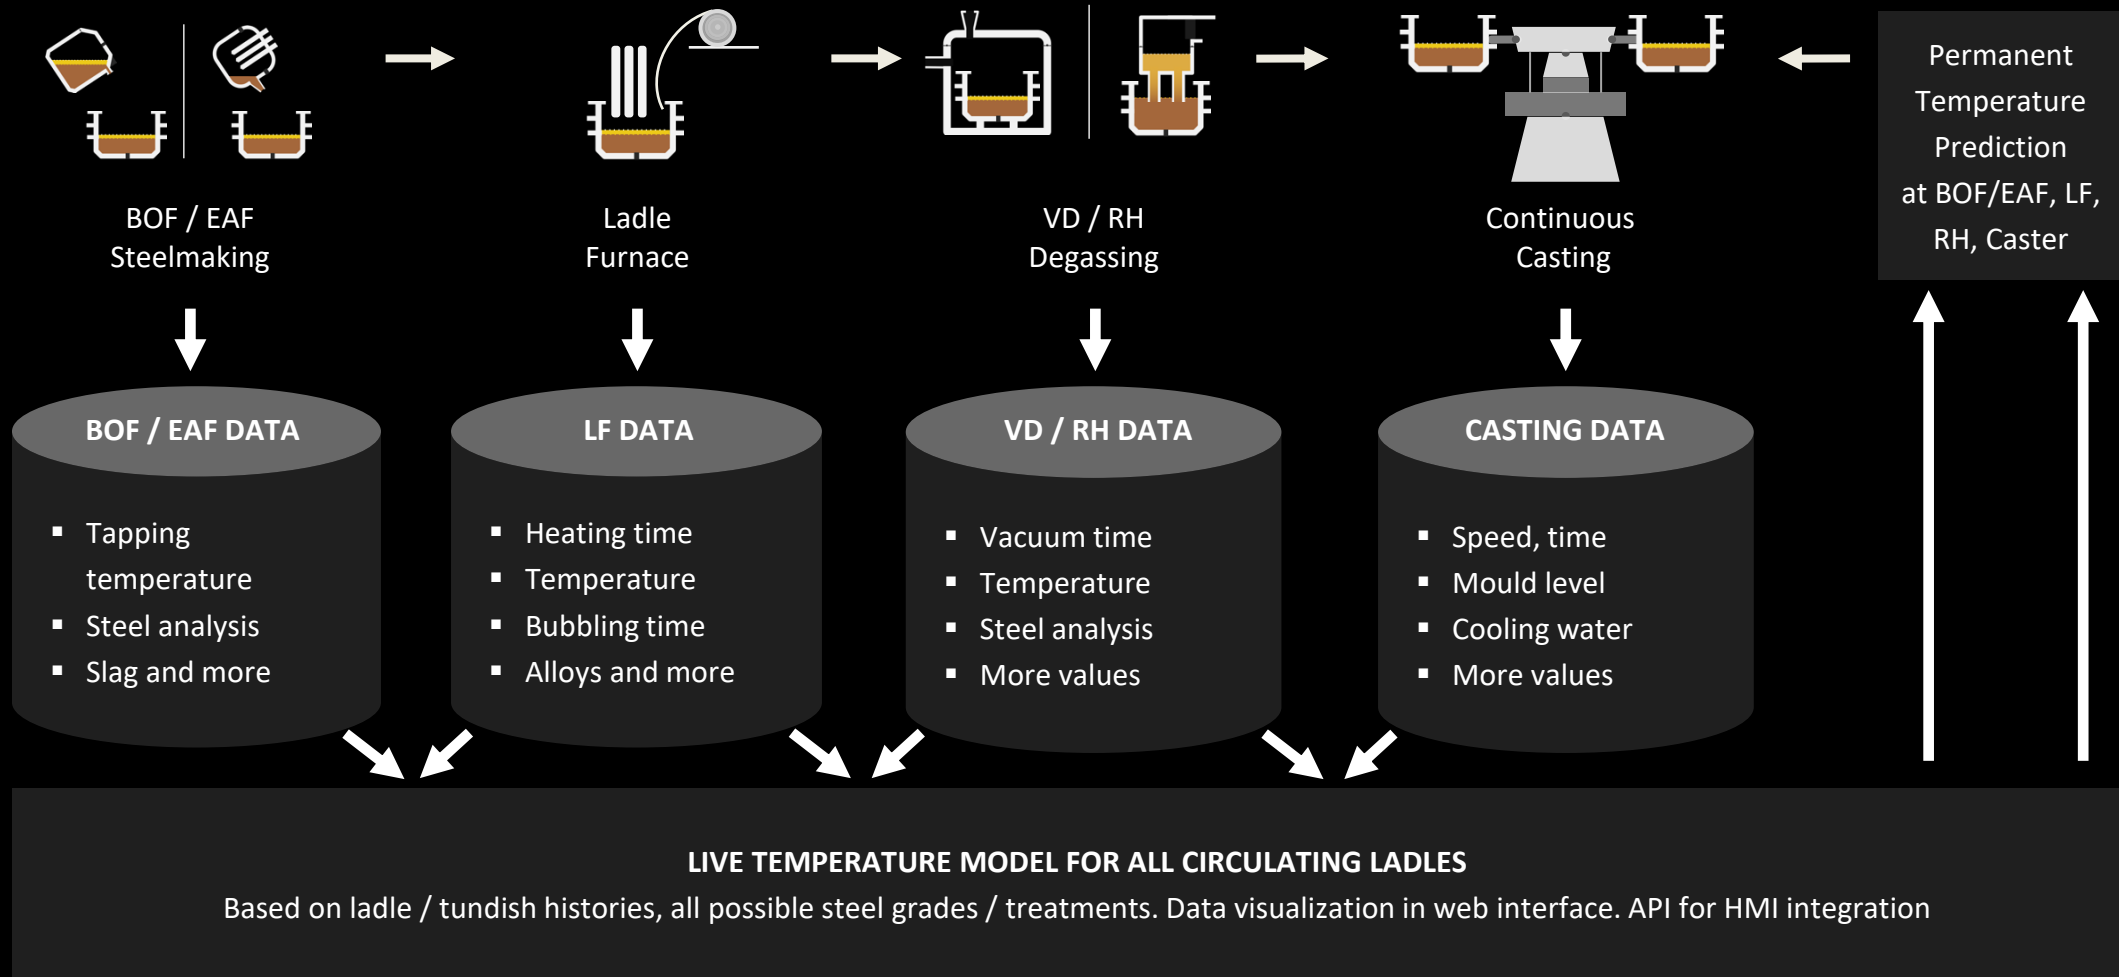 BOF / EAF
Steelmaking
Ladle
Furnace
VD / RH
Degassing
Continuous
Casting
Permanent
Temperature
Prediction
at BOF/EAF, LF,
RH, Caster
BOF / EAF DATA
▪ Tapping
temperature
▪ Steel analysis
▪ Slag and more
LF DATA
▪ Heating time
▪ Temperature
▪ Bubbling time
▪ Alloys and more
VD / RH DATA
▪ Vacuum time
▪ Temperature
▪ Steel analysis
▪ More values
CASTING DATA
▪ Speed, time
▪ Mould level
▪ Cooling water
▪ More values
LIVE TEMPERATURE MODEL FOR ALL CIRCULATING LADLES
Based on ladle / tundish histories, all possible steel grades / treatments. Data visualization in web interface. API for HMI integration